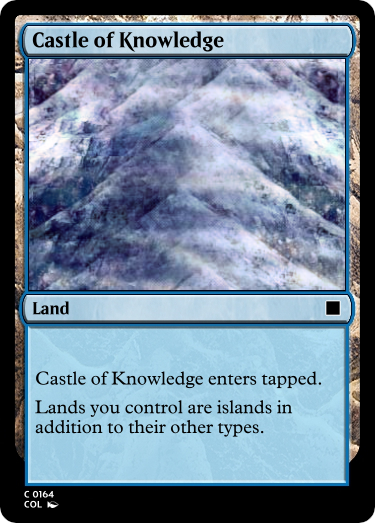 Castle of Knowledge
Land
Castle of Knowledge enters tapped.
Lands you control are islands in
addition to their other types.
C 0164
COL